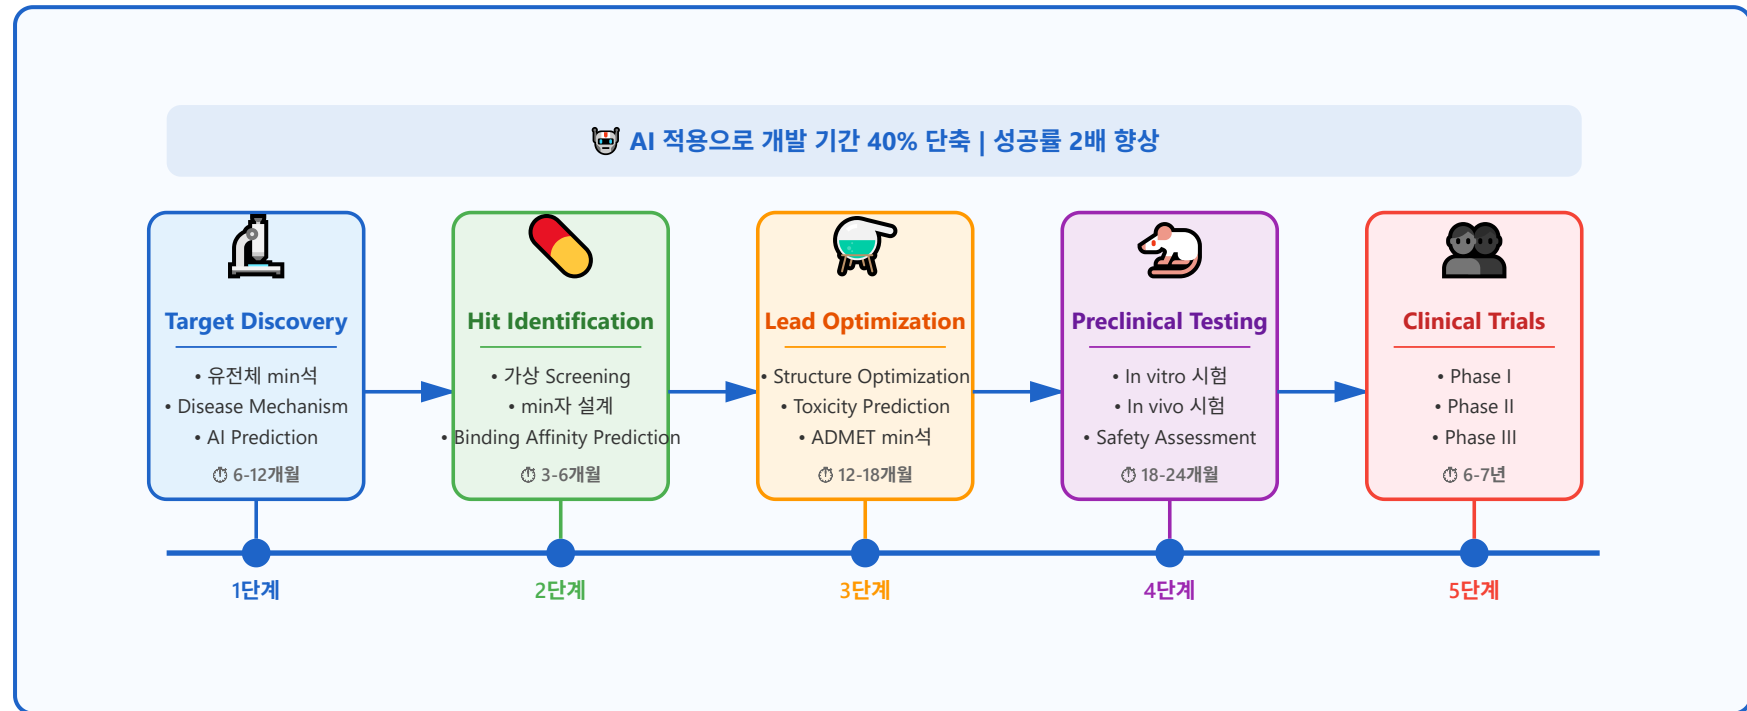 AI 적용으로 개발 기간 40% 단축 | 성공률 2배 향상
Target Discovery
• 유전체 min석
• Disease Mechanism
• AI Prediction
⏱ 6-12개월
Hit Identification
• 가상 Screening
• min자 설계
• Binding Affinity Prediction
⏱ 3-6개월
Lead Optimization
• Structure Optimization
• Toxicity Prediction
• ADMET min석
⏱ 12-18개월
Preclinical Testing
• In vitro 시험
• In vivo 시험
• Safety Assessment
⏱ 18-24개월
Clinical Trials
• Phase I
• Phase II
• Phase III
⏱ 6-7년
1단계
2단계
3단계
4단계
5단계